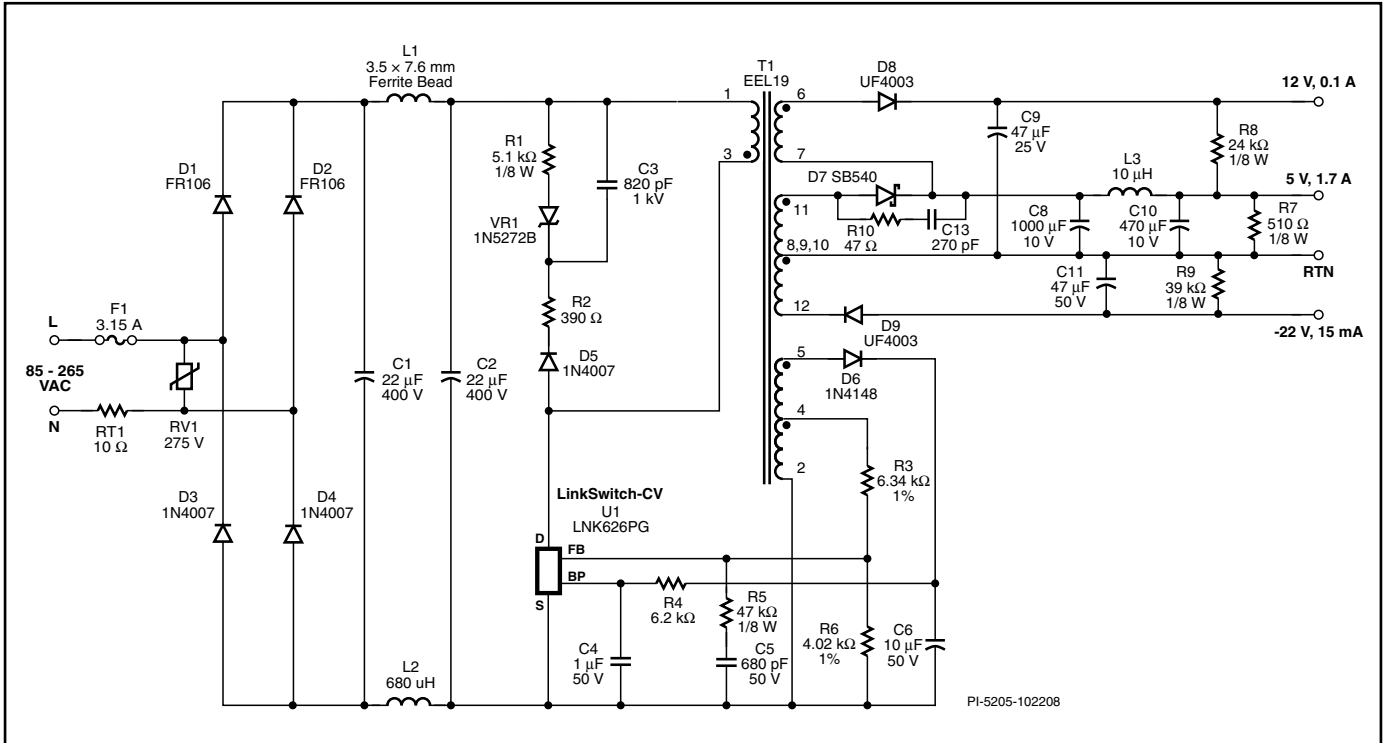 L1
3.5 × 7.6 mm
Ferrite Bead
T1
EEL19
D8
UF4003
12 V, 0.1 A
1
6
C9
47 µF
25 V
R8
24 kΩ
1/8 W
R1
5.1 kΩ
1/8 W
C3
820 pF
1 kV
D1
FR106
D2
FR106
3
7
D7 SB540
L3
10 µH
5 V, 1.7 A
VR1
1N5272B
11
R10
47 Ω
C13
270 pF
C8
1000 µF
10 V
C10
470 µF
10 V
R7
510 Ω
1/8 W
8,9,10
RTN
R2
390 Ω
C11
47 µF
50 V
R9
39 kΩ
1/8 W
12
D9
UF4003
-22 V, 15 mA
F1
3.15 A
L
85 - 265
VAC
N
RT1
10 Ω
RV1
275 V
C1
22 µF
400 V
C2
22 µF
400 V
D5
1N4007
5
D6
1N4148
4
2
R3
6.34 kΩ
1%
D3
1N4007
D4
1N4007
LinkSwitch-CV
U1
LNK626PG
D
FB
BP
S
R4
6.2 kΩ
R5
47 kΩ
1/8 W
R6
4.02 kΩ
1%
C6
10 µF
50 V
C4
1 µF
50 V
C5
680 pF
50 V
L2
680 uH
PI-5205-102208